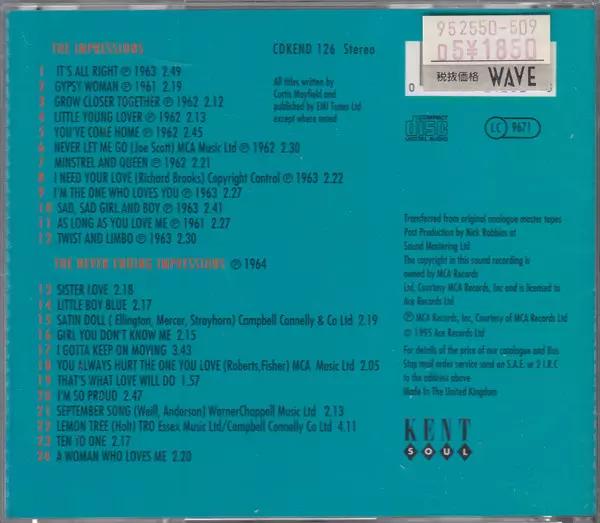 THE IMPRESSIONS
1 IT'S ALL RIGHT ℗ 1963 2.49
2 GYPSY WOMAN ℗ 1961 2.19
3 GROW CLOSER TOGETHER ℗ 1962 2.12
4 LITTLE YOUNG LOVER ℗ 1962 2.13
5 YOU'VE COME HOME ℗ 1962 2.45
6 NEVER LET ME GO (Joe Scott) MCA Music Ltd ℗ 1962 2.30
7 MINSTREL AND QUEEN ℗ 1962 2.21
8 I NEED YOUR LOVE (Richard Brooks) Copyright Control ℗ 1963 2.22
9 I'M THE ONE WHO LOVES YOU ℗ 1963 2.27
10 SAD, SAD GIRL AND BOY ℗ 1963 2.41
11 AS LONG AS YOU LOVE ME ℗ 1961 2.27
12 TWIST AND LIMBO ℗ 1963 2.30
THE NEVER ENDING IMPRESSIONS ℗ 1964
13 SISTER LOVE 2.18
14 LITTLE BOY BLUE 2.17
15 SATIN DOLL ( Ellington, Mercer, Strayhorn) Campbell Connelly & Co Ltd 2.19
16 GIRL YOU DON'T KNOW ME 2.15
17 I GOTTA KEEP ON MOVING 3.43
18 YOU ALWAYS HURT THE ONE YOU LOVE (Roberts,Fisher) MCA Music Ltd 2.05
19 THAT'S WHAT LOVE WILL DO 1.57
20 I'M SO PROUD 2.47
21 SEPTEMBER SONG (Weill, Anderson) WarnerChappell Music Ltd 2.13
22 LEMON TREE (Holt) TRO Essex Music Ltd/Campbell Connelly Co Ltd 4.11
23 TEN TO ONE 2.17
24 A WOMAN WHO LOVES ME 2.20
CDKEND 126 Stereo
All titles written by
Curtis Mayfield and
published by EMI Tunes Ltd
except where noted
952550-509
05¥1850
税抜価格 WAVE
COMPACT
disc
DIGITAL AUDIO
LC 9671
Transferred from original analogue master tapes
Post Production by Nick Robbins at
Sound Mastering Ltd
The copyright in this sound recording is
owned by MCA Records
Ltd, Courtesy MCA Records Inc and is licensed to
Ace Records Ltd
℗ MCA Records, Inc, Courtesy of MCA Records Ltd
© 1995 Ace Records Ltd
For details of the price of our catalogue and Bus
Stop mail order service send an S.A.E. or 2 I.R.C
to the address above
Made In The United Kingdom
KENT
SOUL